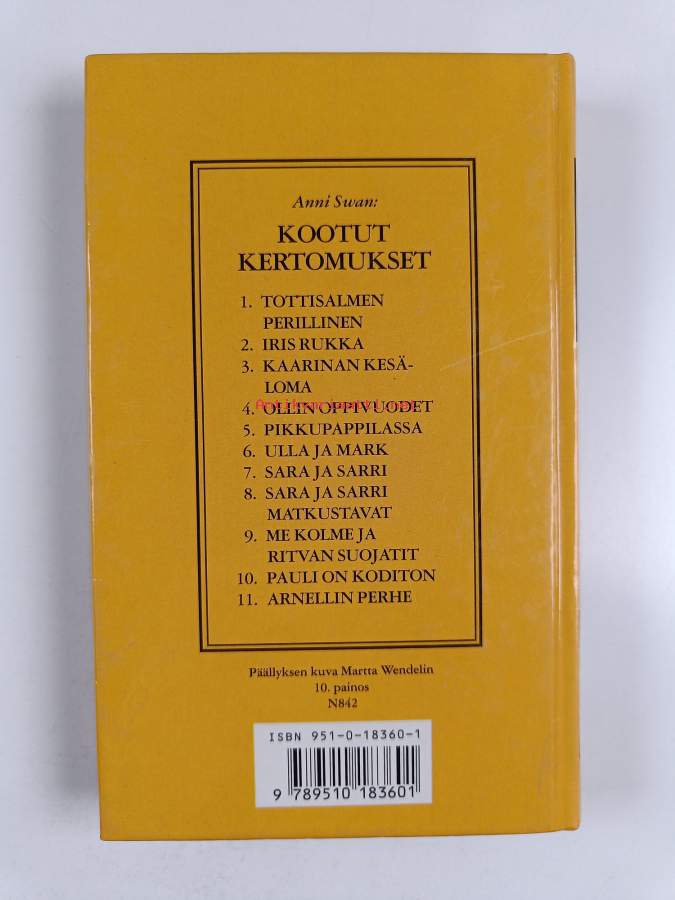 Anni Swan:
KOOTUT
KERTOMUKSET
1. TOTTISALMEN
PERILLINEN
2. IRIS RUKKA
3. KAARINAN KESÄ-
LOMA
4. OLLIN OPPIVUODET
5. PIKKUPAPPILASSA
6. ULLA JA MARK
7. SARA JA SARRI
8. SARA JA SARRI
MATKUSTAVAT
9. ME KOLME JA
RITVAN SUOJATIT
10. PAULI ON KODITON
11. ARNELLIN PERHE
Päällyksen kuva Martta Wendelin
10. painos
N842
ISBN 951-0-18360-1
9 789510 183601